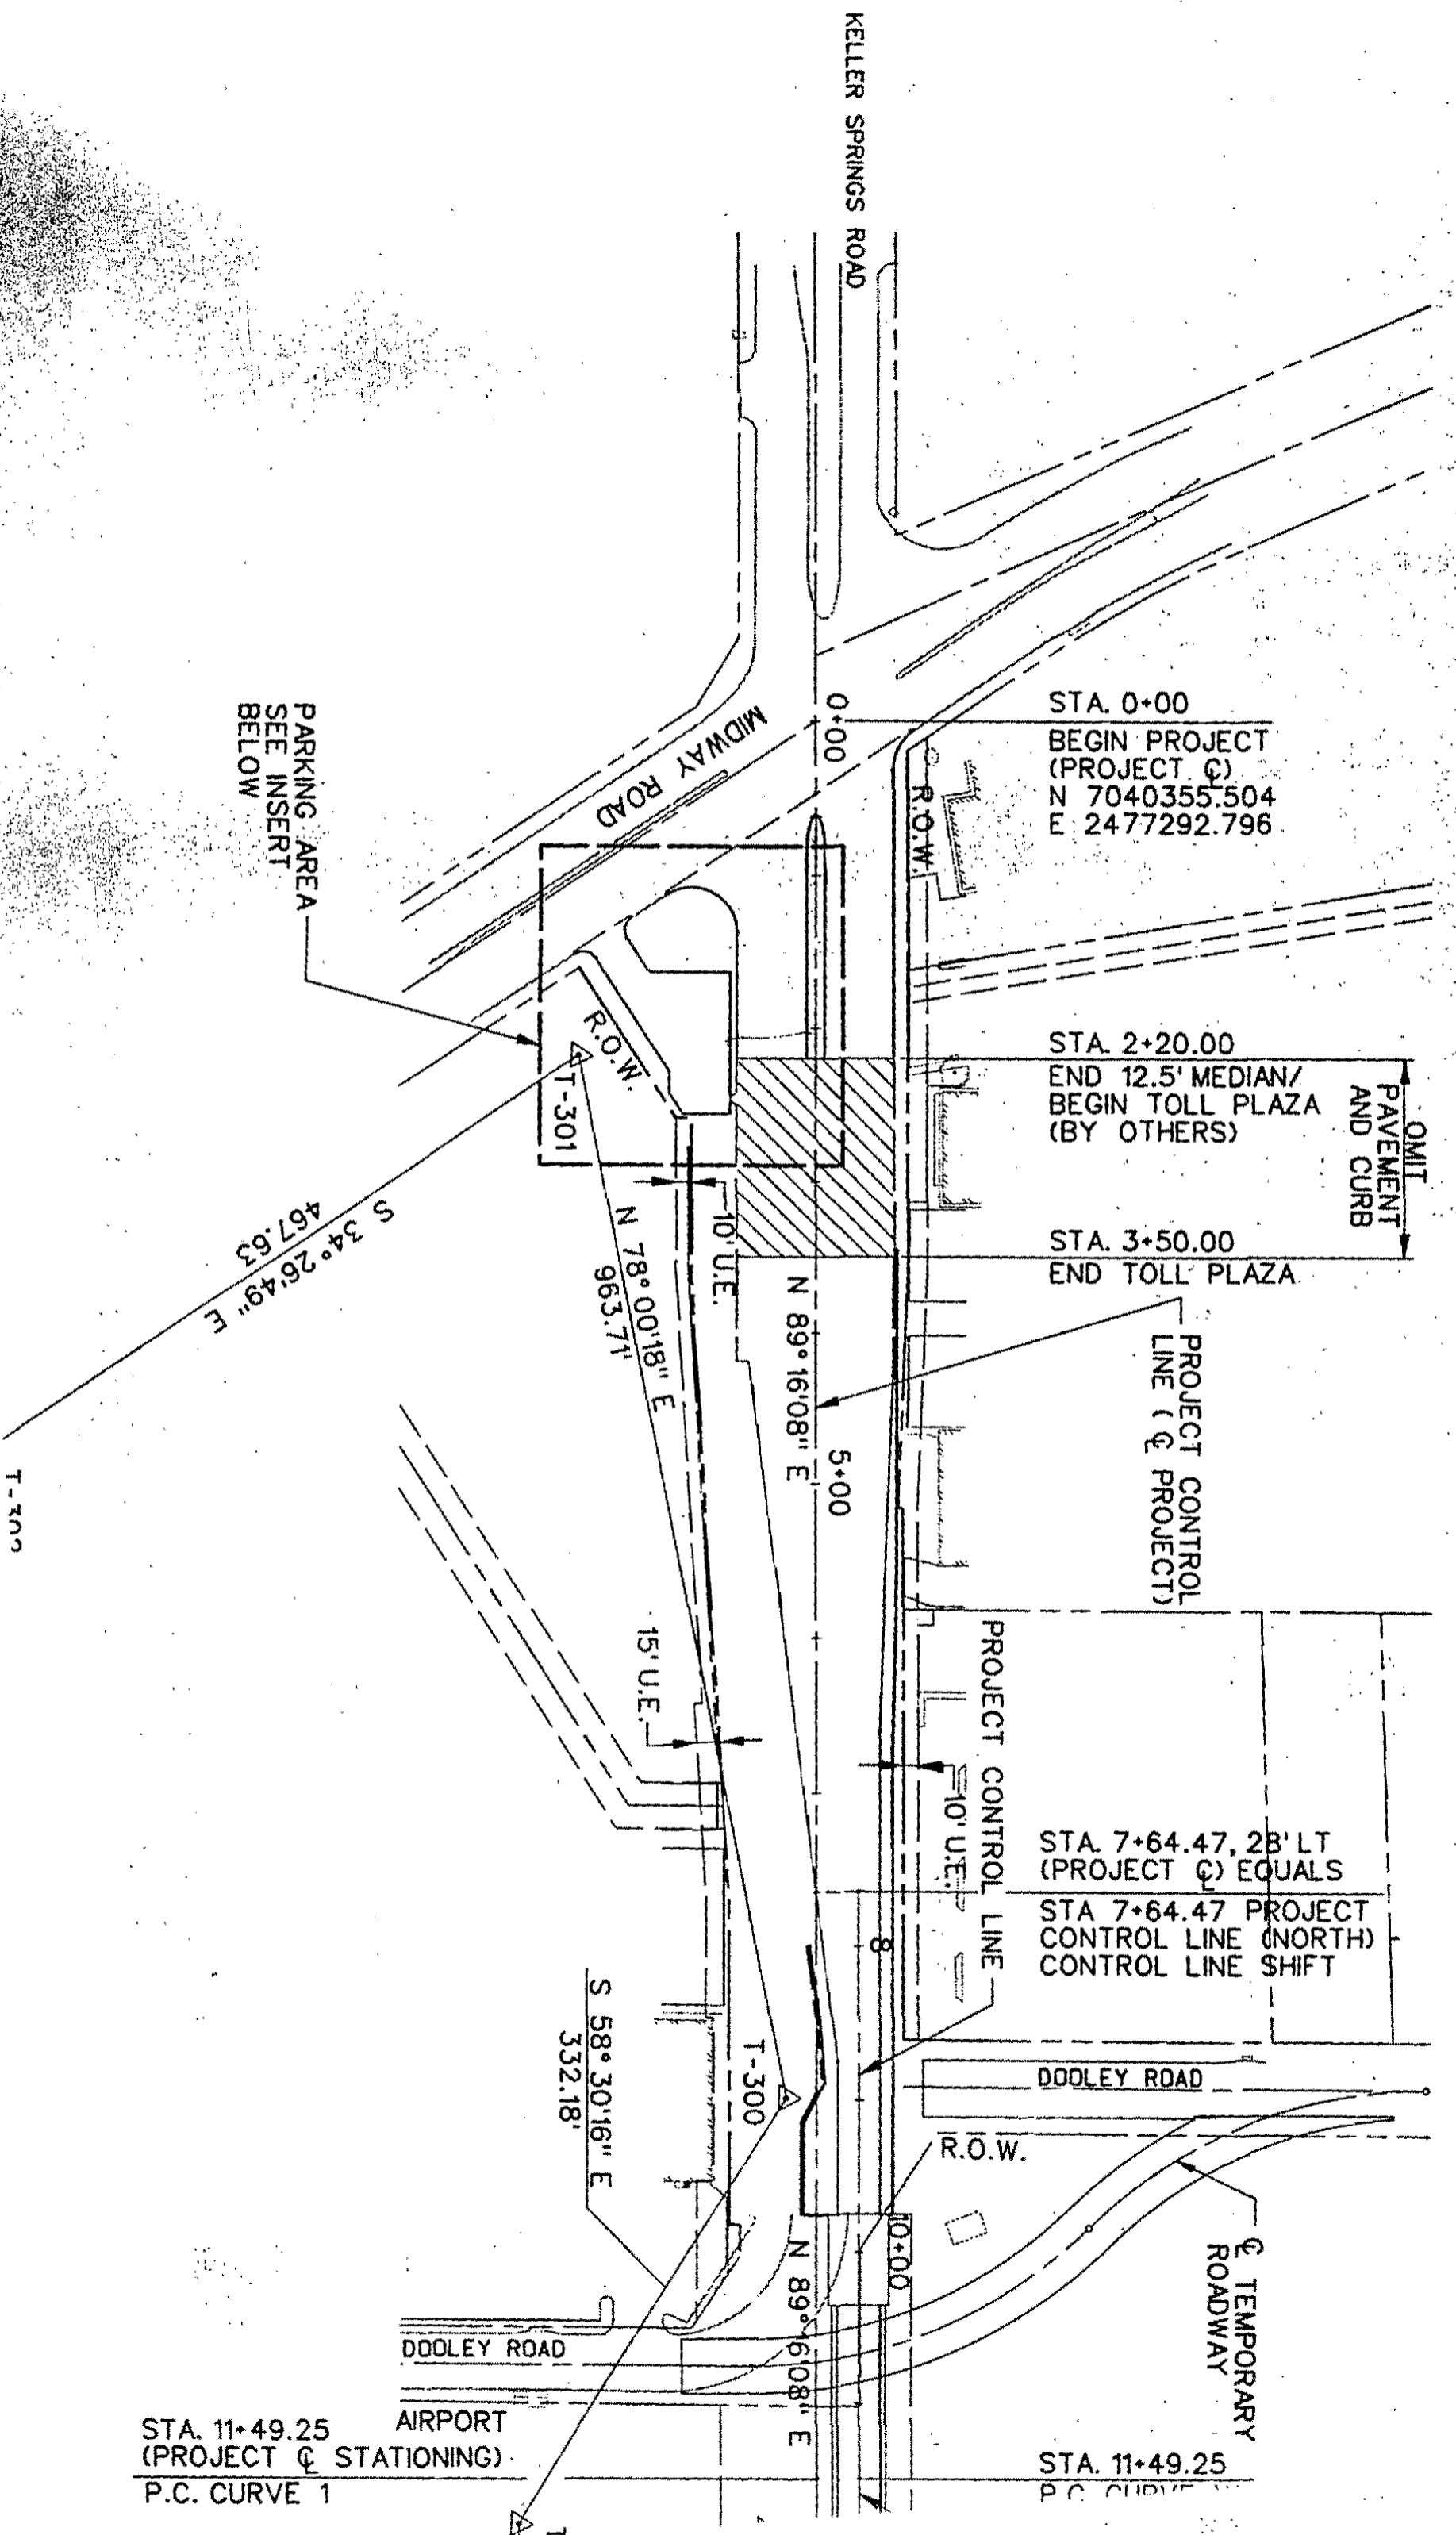 KELLER SPRINGS ROAD
STA. 0+00
BEGIN PROJECT
(PROJECT ℄)
N 7040355.504
E 2477292.796
0+00
MIDWAY ROAD
R.O.W.
PARKING AREA
SEE INSERT
BELOW
STA. 2+20.00
END 12.5' MEDIAN/
BEGIN TOLL PLAZA
(BY OTHERS)
OMIT
PAVEMENT
AND CURB
R.O.W.
T-301
STA. 3+50.00
END TOLL PLAZA
10' U.E.
N 78° 00'18" E
963.71'
S 34° 26'49" E
467.63
N 89° 16'08" E
PROJECT CONTROL
LINE (℄ PROJECT)
5+00
15' U.E.
PROJECT CONTROL LINE
10' U.E.
STA. 7+64.47, 28' LT
(PROJECT ℄) EQUALS
STA 7+64.47 PROJECT
CONTROL LINE (NORTH)
CONTROL LINE SHIFT
8
S 58° 30'16" E
332.18'
T-300
DOOLEY ROAD
R.O.W.
10+00
℄ TEMPORARY
ROADWAY
N 89° 16'08" E
DOOLEY ROAD
AIRPORT
STA. 11+49.25
(PROJECT ℄ STATIONING)
P.C. CURVE 1
STA. 11+49.25
P.C.